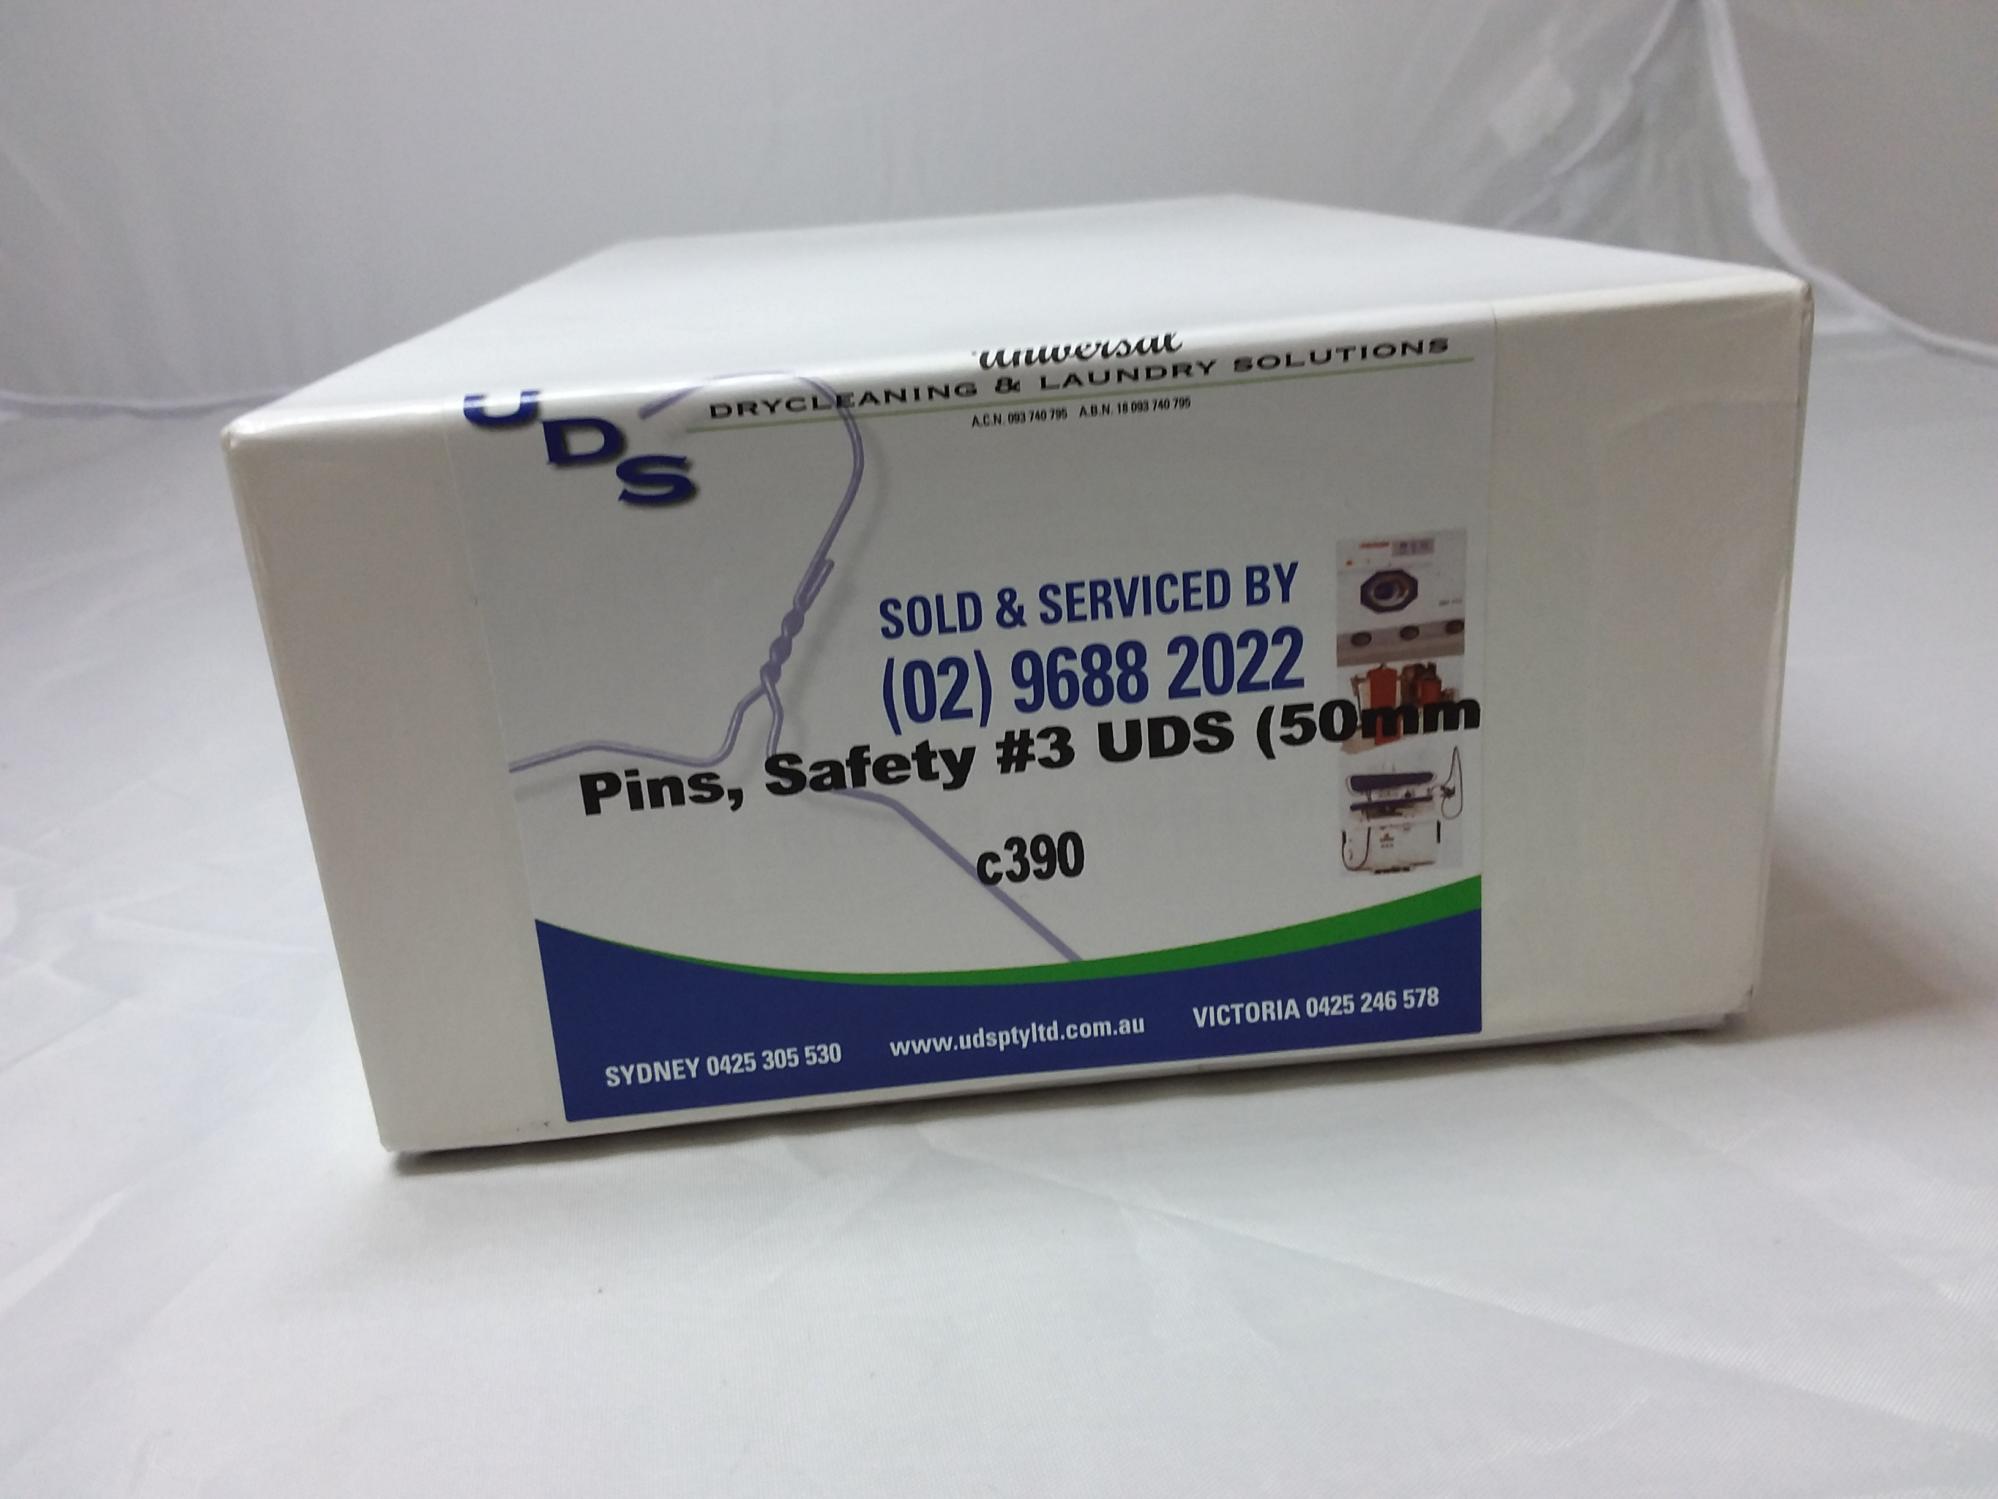 universal
DRYCLEANING & LAUNDRY SOLUTIONS
A.C.N. 093 740 795 A.B.N. 18 093 740 795
UDS
SOLD & SERVICED BY
(02) 9688 2022
Pins, Safety #3 UDS (50mm
c390
SYDNEY 0425 305 530 www.udsptyltd.com.au VICTORIA 0425 246 578